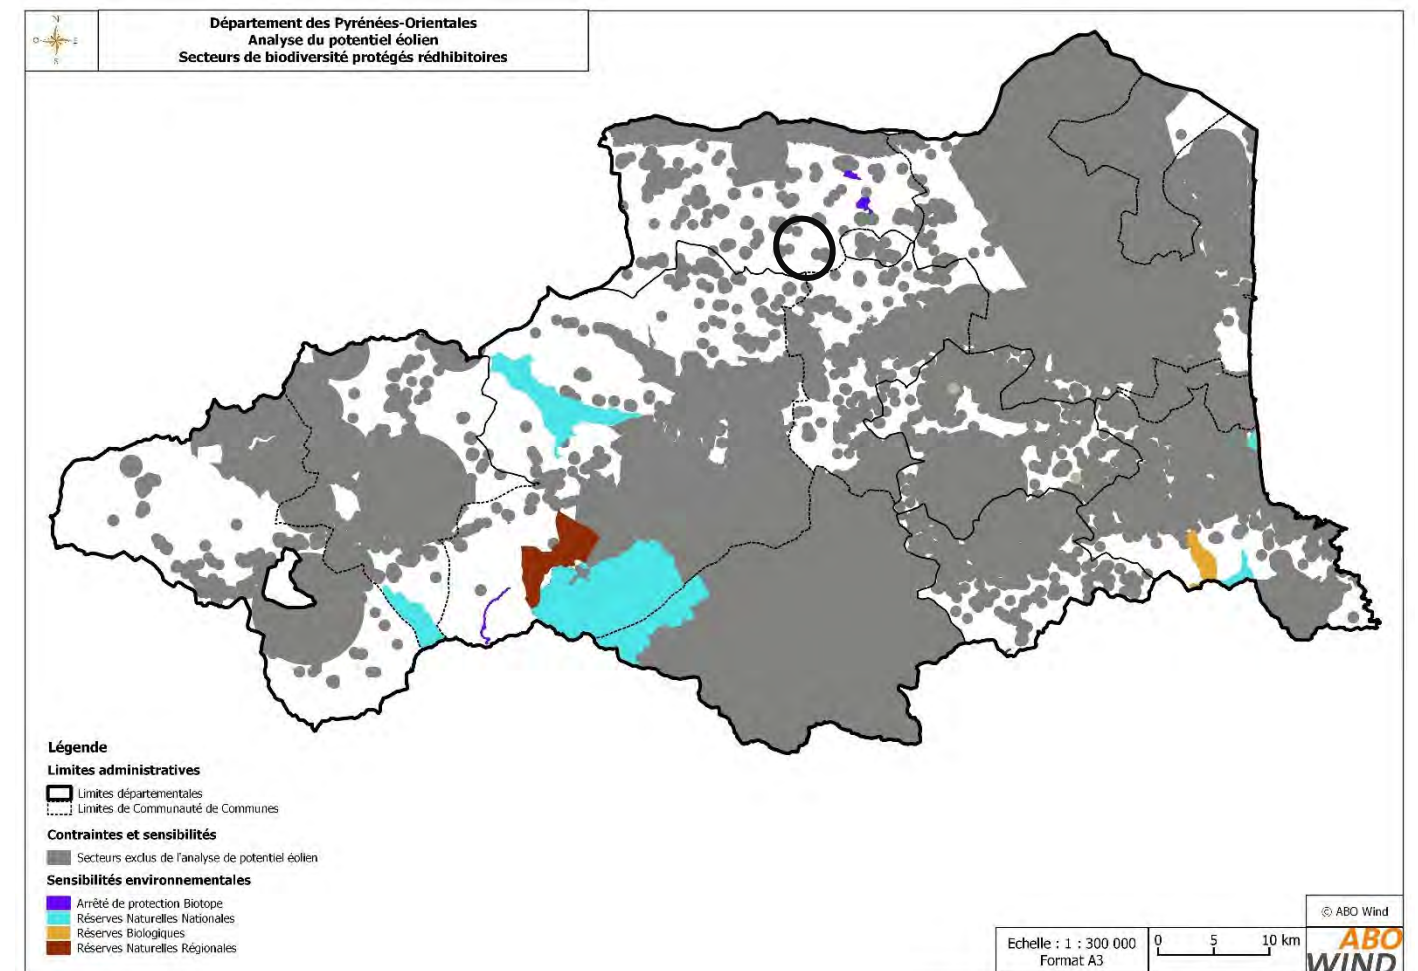 N
O
E
S
Département des Pyrénées-Orientales
Analyse du potentiel éolien
Secteurs de biodiversité protégés rédhibitoires
Légende
Limites administratives
Limites départementales
Limites de Communauté de Communes
Contraintes et sensibilités
Secteurs exclus de l'analyse de potentiel éolien
Sensibilités environnementales
Arrêté de protection Biotope
Réserves Naturelles Nationales
Réserves Biologiques
Réserves Naturelles Régionales
© ABO Wind
Echelle : 1 : 300 000
Format A3
0 5 10 km
ABO
WIND